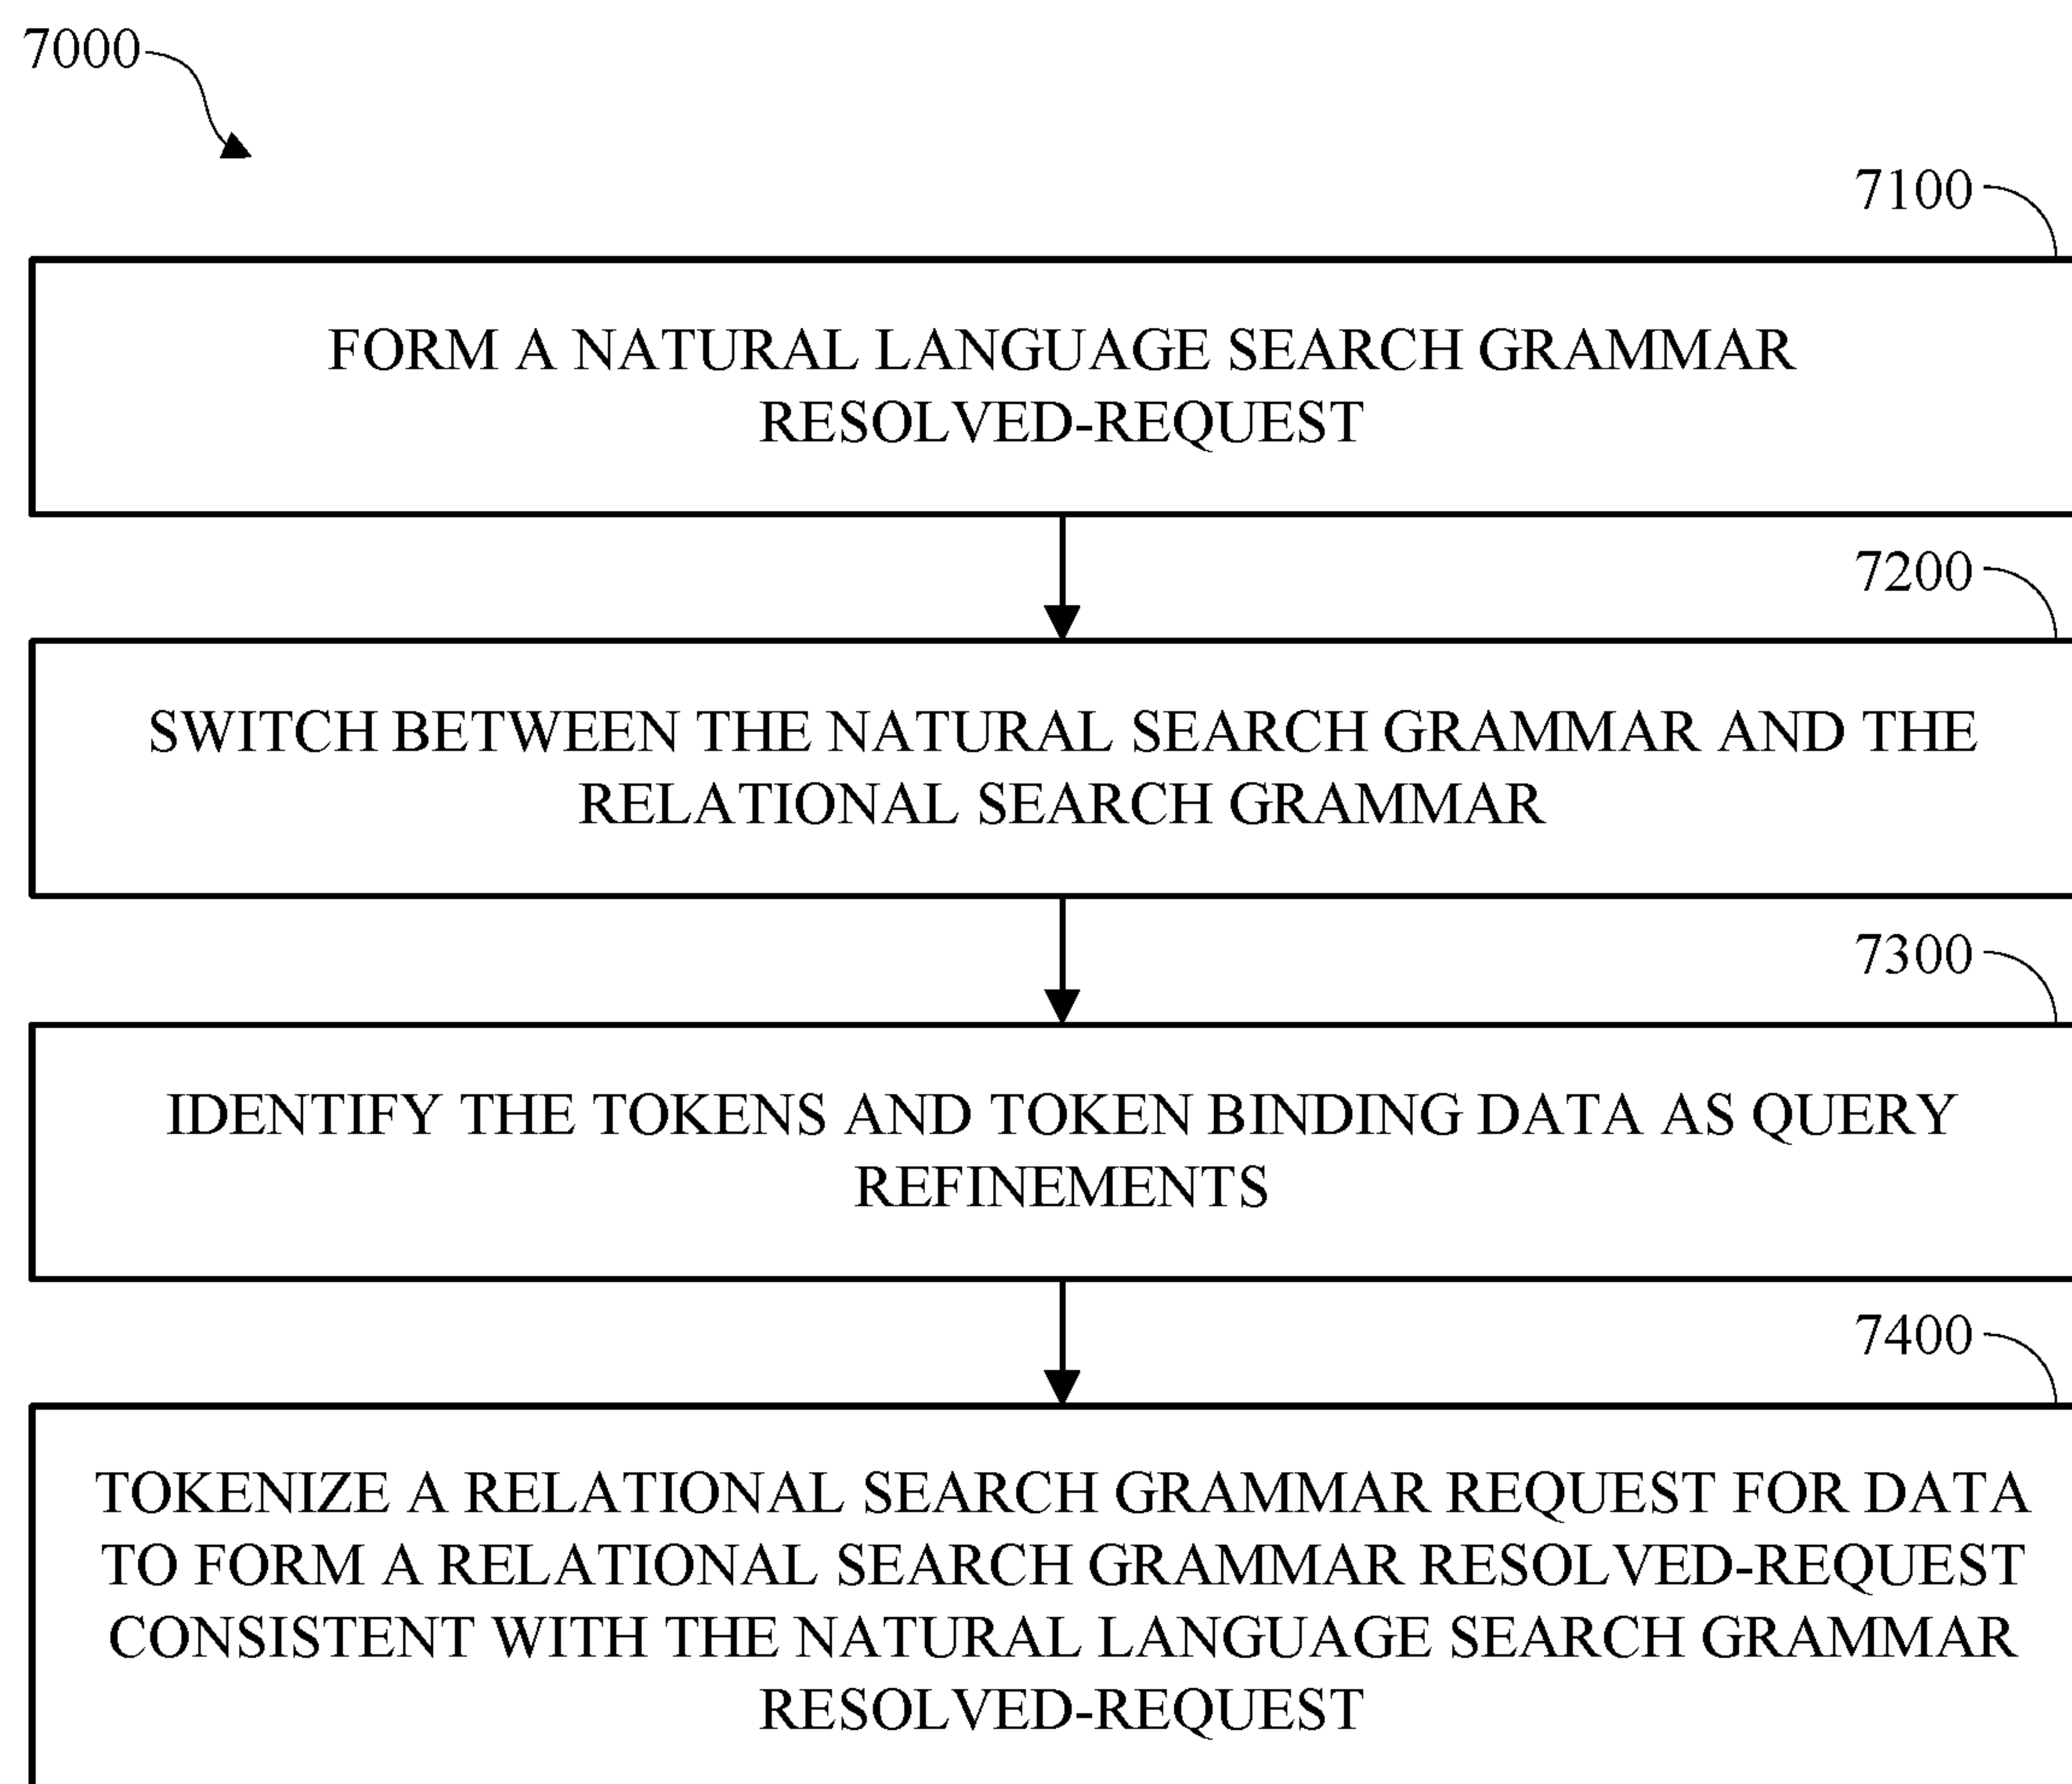 7000
7100
FORM A NATURAL LANGUAGE SEARCH GRAMMAR
RESOLVED-REQUEST
7200
SWITCH BETWEEN THE NATURAL SEARCH GRAMMAR AND THE
RELATIONAL SEARCH GRAMMAR
7300
IDENTIFY THE TOKENS AND TOKEN BINDING DATA AS QUERY
REFINEMENTS
7400
TOKENIZE A RELATIONAL SEARCH GRAMMAR REQUEST FOR DATA
TO FORM A RELATIONAL SEARCH GRAMMAR RESOLVED-REQUEST
CONSISTENT WITH THE NATURAL LANGUAGE SEARCH GRAMMAR
RESOLVED-REQUEST